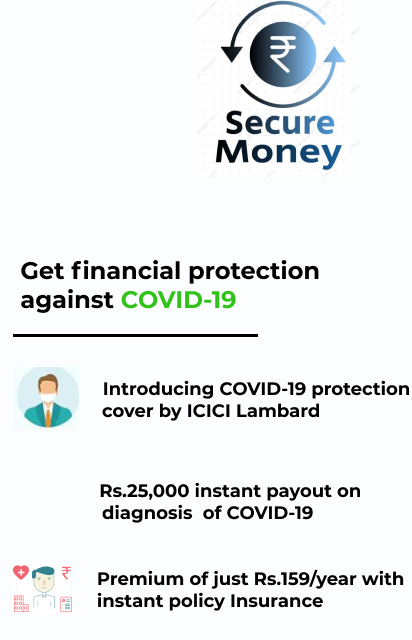 ₹
Secure
Money
Get financial protection
against COVID-19
Introducing COVID-19 protection
cover by ICICI Lambard
Rs.25,000 instant payout on
diagnosis of COVID-19
₹
Premium of just Rs.159/year with
instant policy Insurance